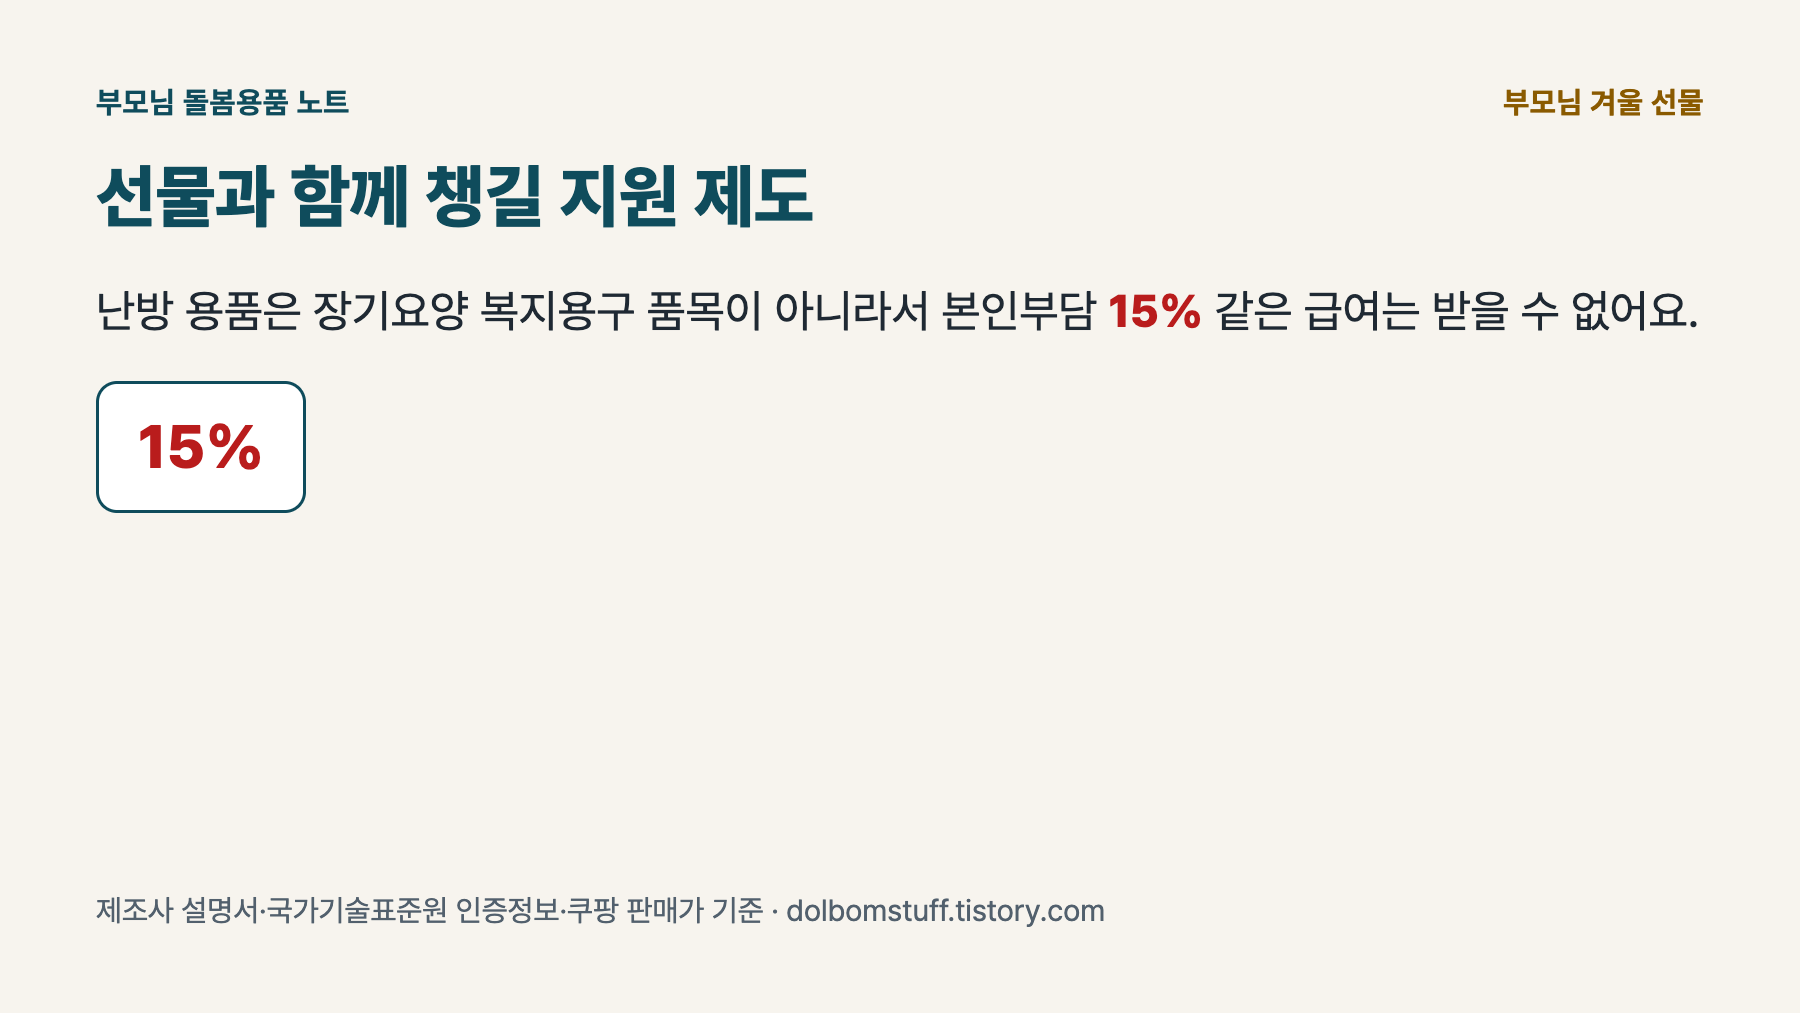 부모님 돌봄용품 노트
부모님 겨울 선물
선물과 함께 챙길 지원 제도
난방 용품은 장기요양 복지용구 품목이 아니라서 본인부담 15% 같은 급여는 받을 수 없어요.
15%
제조사 설명서·국가기술표준원 인증정보·쿠팡 판매가 기준 · dolbomstuff.tistory.com